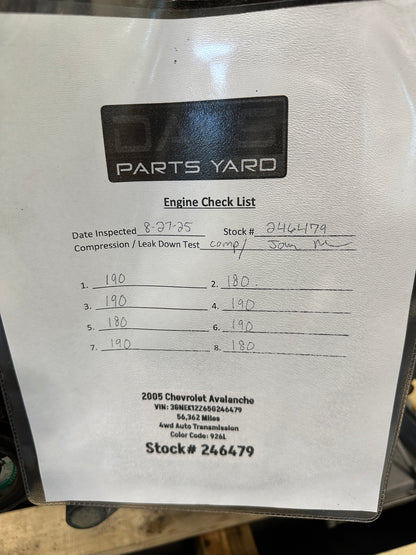 DAVES
PARTS YARD
Engine Check List
Date Inspected 8-27-25 Stock # 246479
Compression / Leak Down Test comp/
1. 190 2. 180.
3. 190 4. 190
5. 180 6. 190
7. 190 8. 180
2005 Chevrolet Avalanche
VIN: 3GNEK12Z65G246479
56,362 Miles
4wd Auto Transmission
Color Code: 926L
Stock# 246479